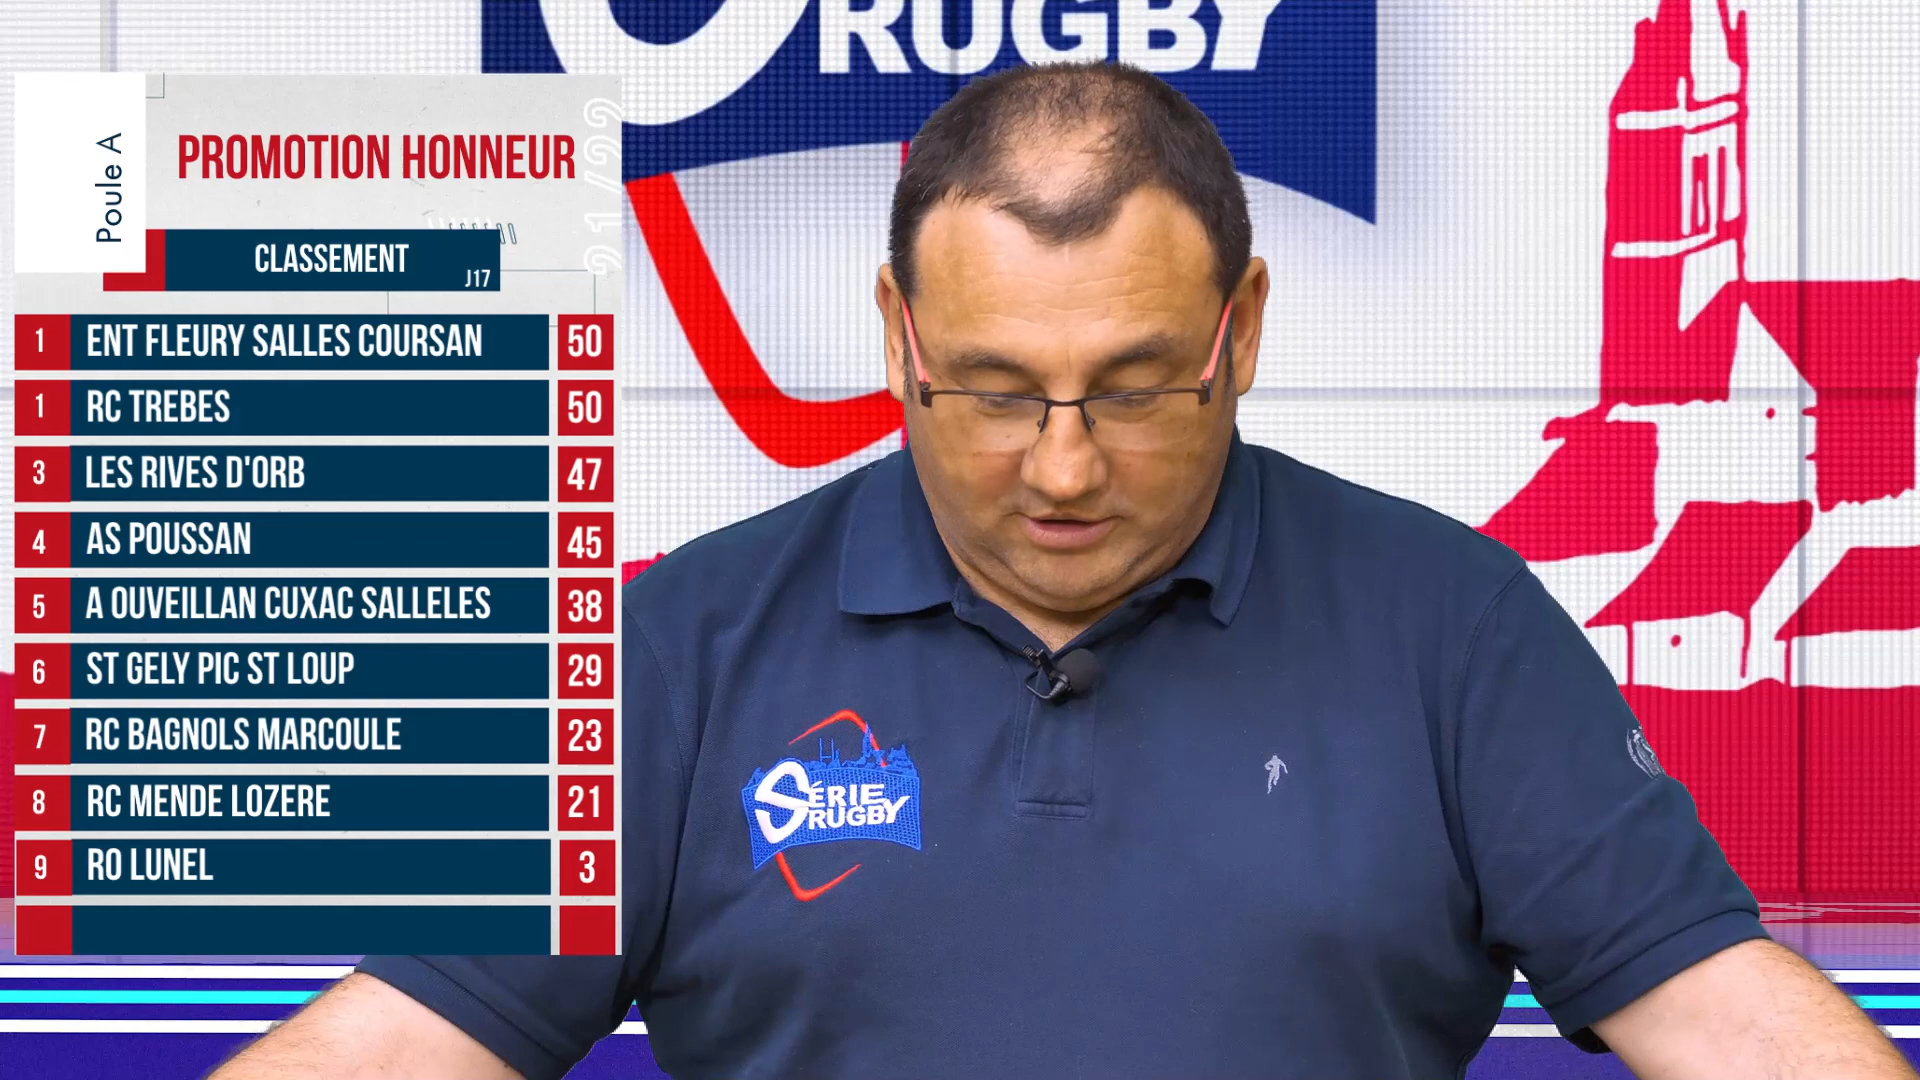 RUGBY
Poule A
PROMOTION HONNEUR
21/22
CLASSEMENT
J17
1 ENT FLEURY SALLES COURSAN 50
1 RC TREBES 50
3 LES RIVES D'ORB 47
4 AS POUSSAN 45
5 A OUVEILLAN CUXAC SALLELES 38
6 ST GELY PIC ST LOUP 29
7 RC BAGNOLS MARCOULE 23
8 RC MENDE LOZERE 21
9 RO LUNEL 3
SÉRIE
RUGBY